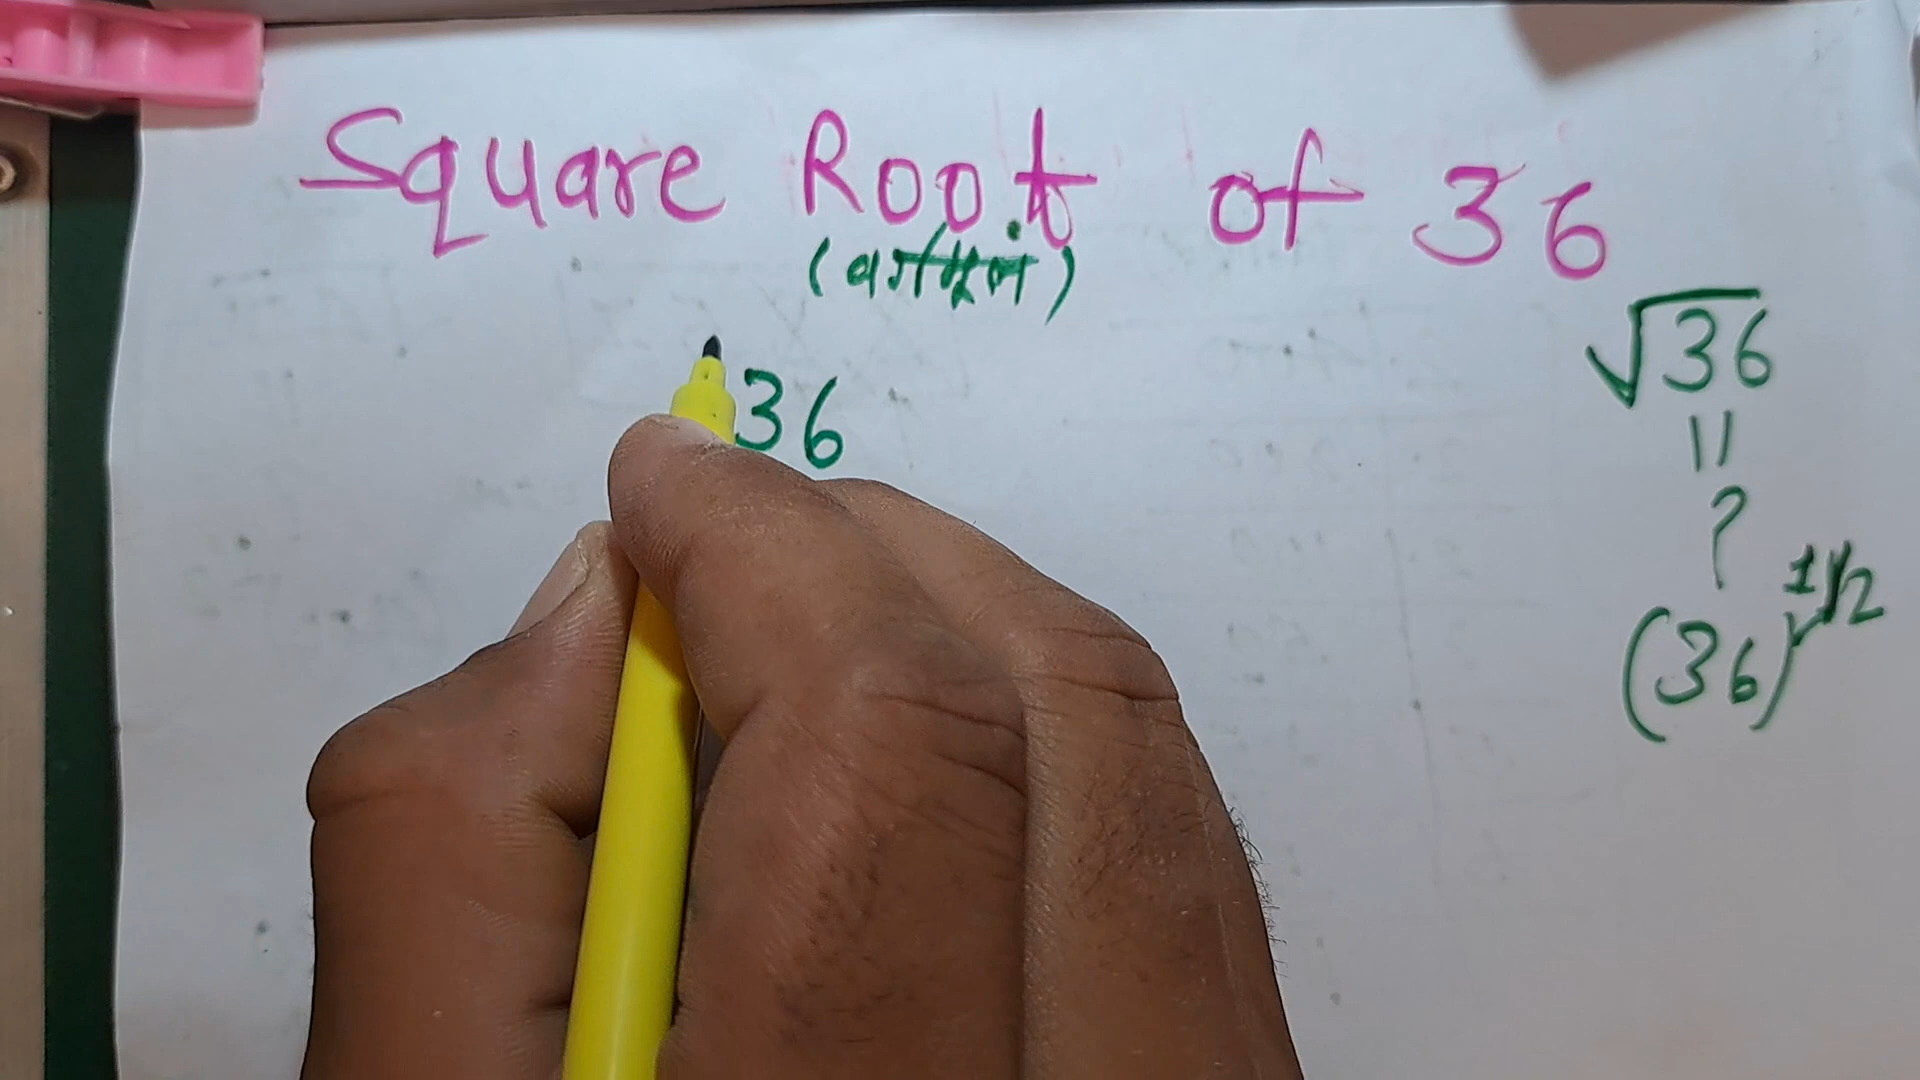 Square Root of 36
(वर्गमूल)
36
√36
=
?
(36)^1/2